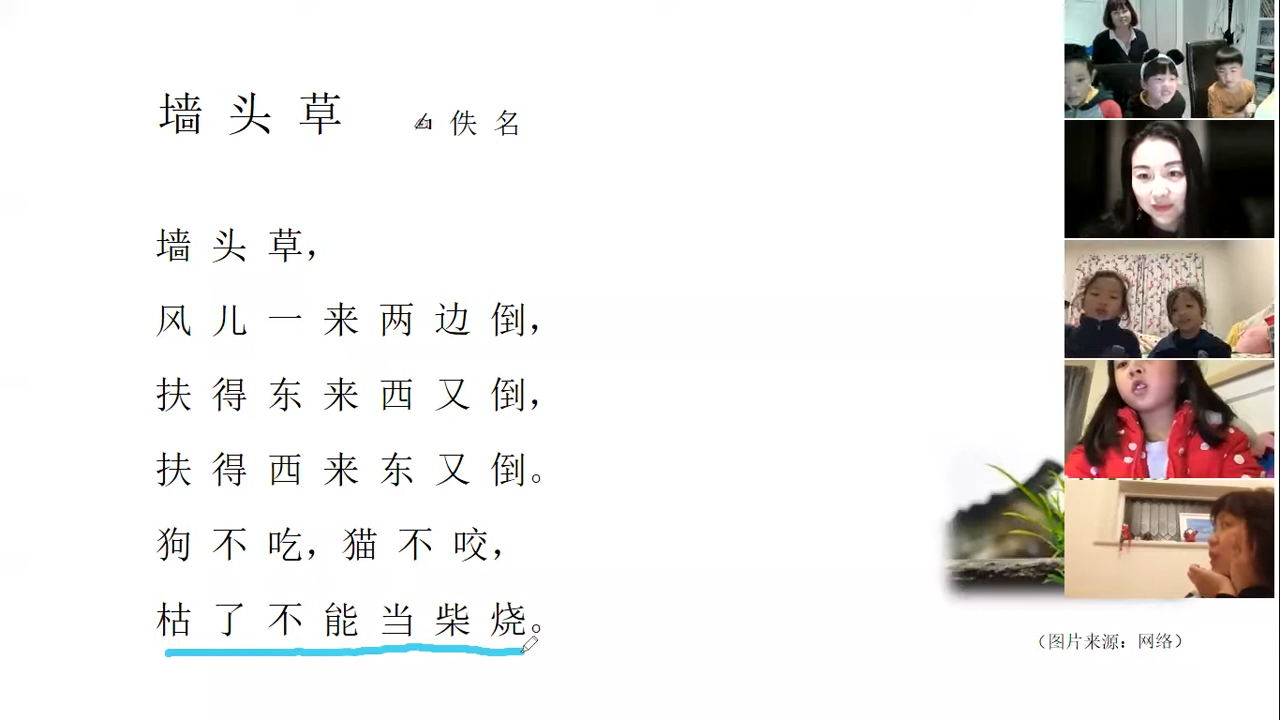 墙头草 ✍ 佚名
墙头草，
风儿一来两边倒，
扶得东来西又倒，
扶得西来东又倒。
狗不吃，猫不咬，
枯了不能当柴烧。
（图片来源：网络）